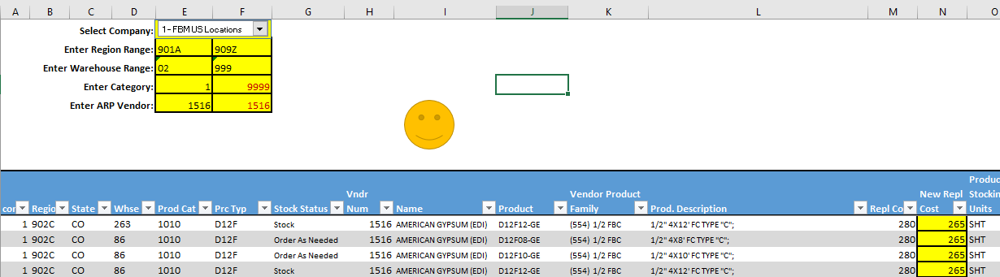 A B C D E F G H I J K L M N O
Select Company: 1 - FBM US Locations
Enter Region Range: 901A 909Z
Enter Warehouse Range: 02 999
Enter Category: 1 9999
Enter ARP Vendor: 1516 1516
Produc
Vndr Vendor Product New Repl Stockin
cor Regio State Whse Prod Cat Prc Typ Stock Status Num Name Product Family Prod. Description Repl Co Cost Units
1 902C CO 263 1010 D12F Stock 1516 AMERICAN GYPSUM (EDI) D12F12-GE (554) 1/2 FBC 1/2" 4X12' FC TYPE "C"; 280 265 SHT
1 902C CO 86 1010 D12F Order As Needed 1516 AMERICAN GYPSUM (EDI) D12F08-GE (554) 1/2 FBC 1/2" 4X8' FC TYPE "C"; 280 265 SHT
1 902C CO 86 1010 D12F Order As Needed 1516 AMERICAN GYPSUM (EDI) D12F10-GE (554) 1/2 FBC 1/2" 4X10' FC TYPE "C"; 280 265 SHT
1 902C CO 86 1010 D12F Stock 1516 AMERICAN GYPSUM (EDI) D12F12-GE (554) 1/2 FBC 1/2" 4X12' FC TYPE "C"; 280 265 SHT